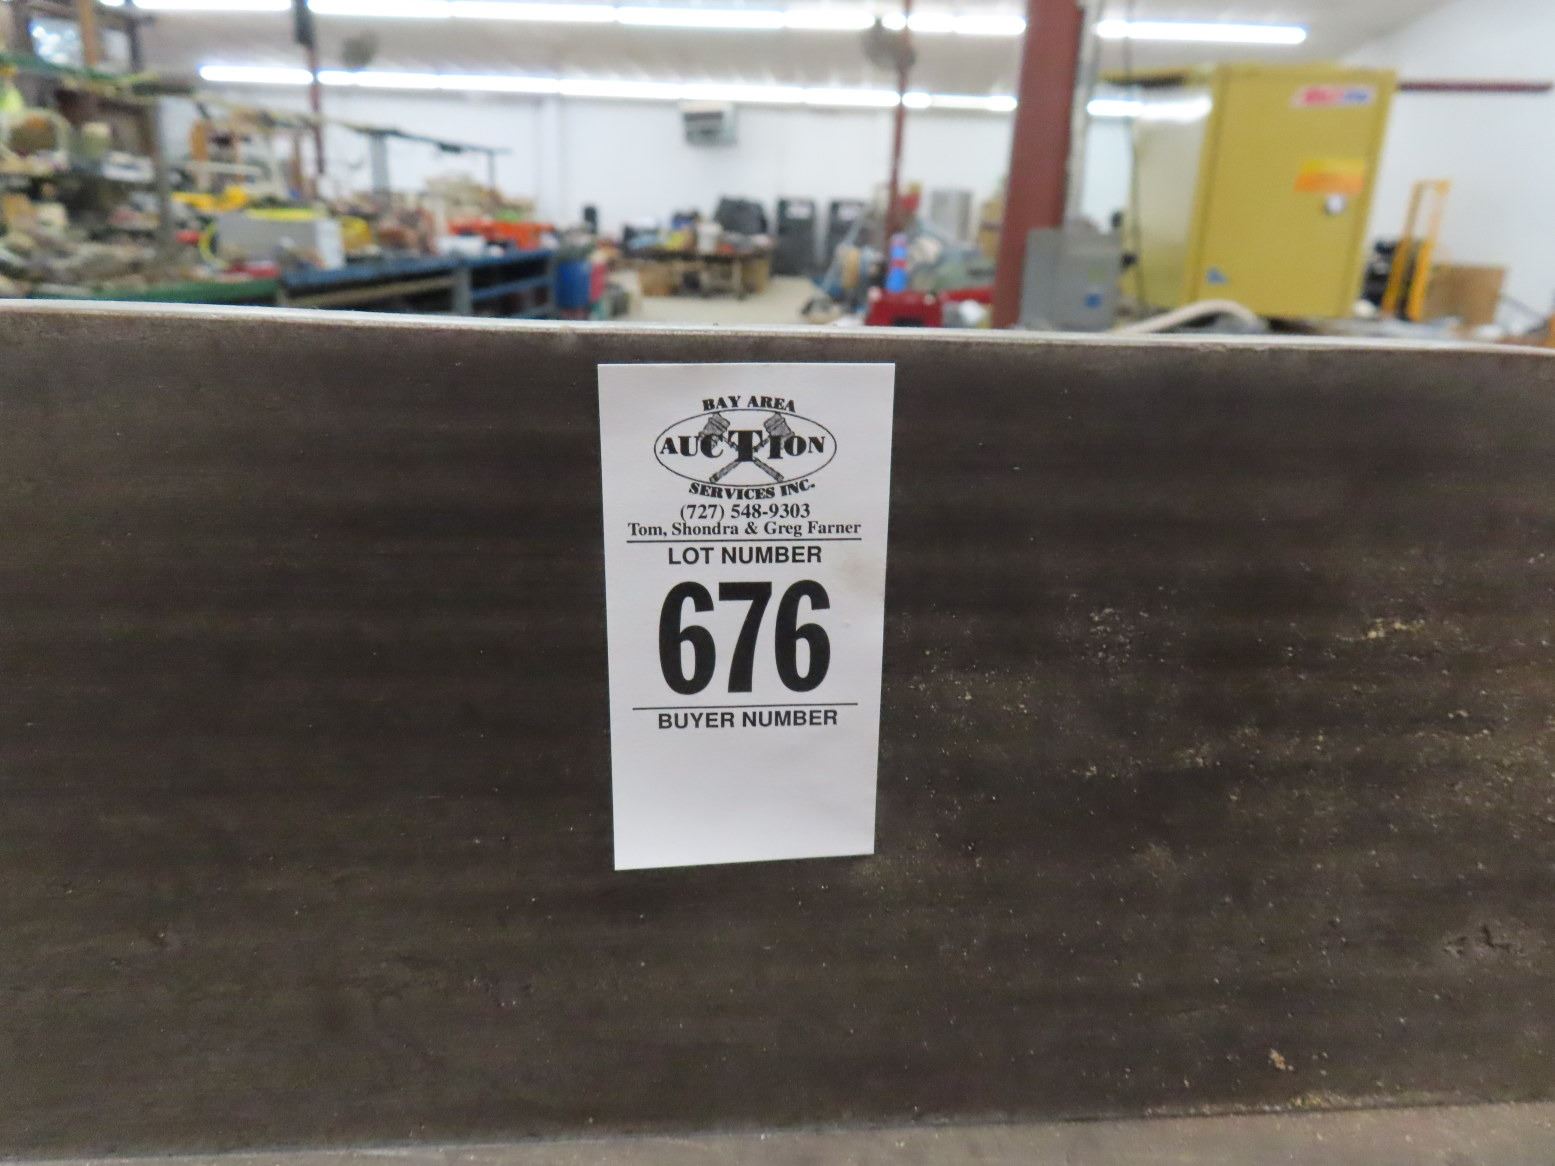 BAY AREA
AUCTION
SERVICES INC.
(727) 548-9303
Tom, Shondra & Greg Farner
LOT NUMBER
676
BUYER NUMBER